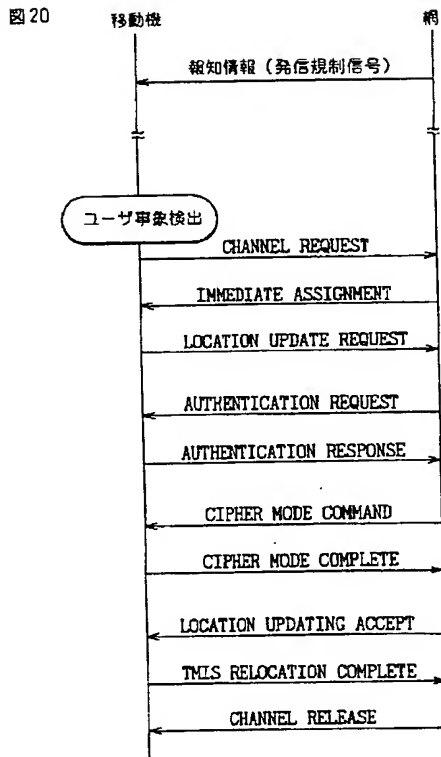 図20
移動機
網
報知情報（発信規制信号）
ユーザ事象検出
CHANNEL REQUEST
IMMEDIATE ASSIGNMENT
LOCATION UPDATE REQUEST
AUTHENTICATION REQUEST
AUTHENTICATION RESPONSE
CIPHER MODE COMMAND
CIPHER MODE COMPLETE
LOCATION UPDATING ACCEPT
TMIS RELOCATION COMPLETE
CHANNEL RELEASE